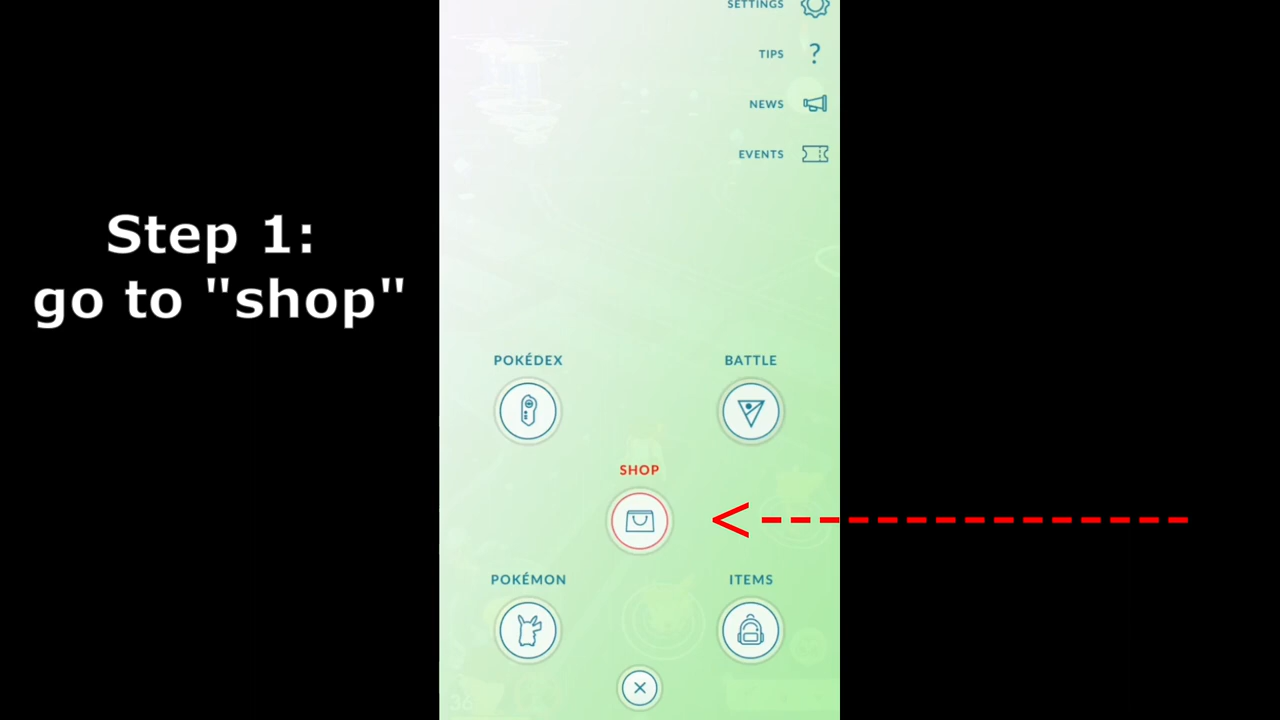 SETTINGS
TIPS
?
NEWS
EVENTS
Step 1:
go to "shop"
POKÉDEX
BATTLE
SHOP
POKÉMON
ITEMS